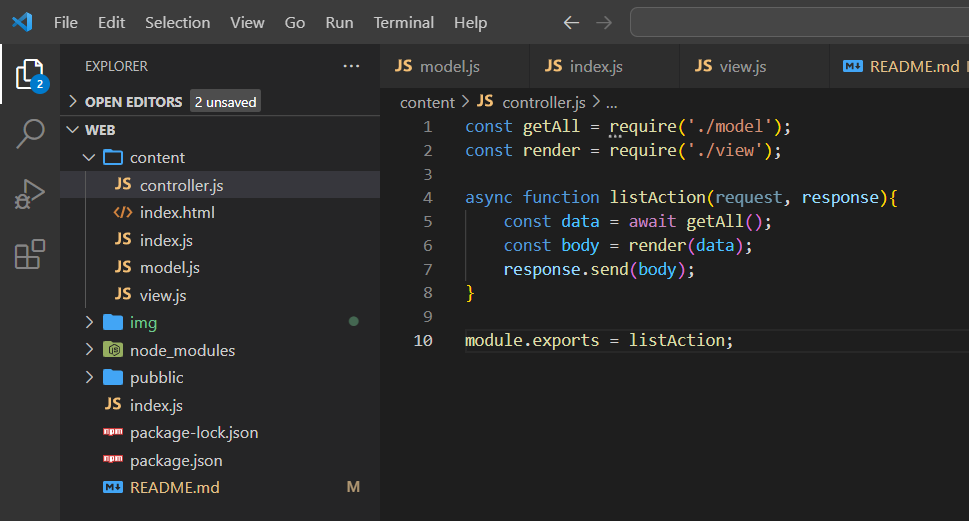 File Edit Selection View Go Run Terminal Help
EXPLORER
JS model.js JS index.js JS view.js README.md
2
OPEN EDITORS 2 unsaved
content > JS controller.js > ...
WEB
content
JS controller.js
index.html
JS index.js
JS model.js
JS view.js
img
node_modules
pubblic
JS index.js
npm package-lock.json
npm package.json
README.md M
1 const getAll = require('./model');
2 const render = require('./view');
3
4 async function listAction(request, response){
5 const data = await getAll();
6 const body = render(data);
7 response.send(body);
8 }
9
10 module.exports = listAction;